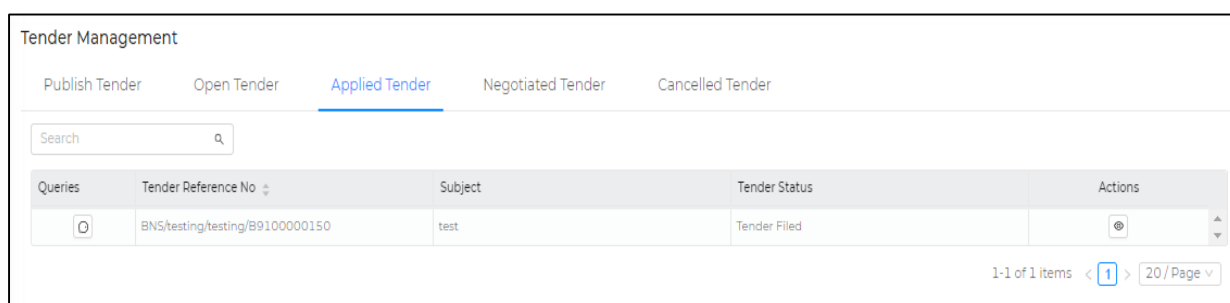 Tender Management
Publish Tender Open Tender Applied Tender Negotiated Tender Cancelled Tender
Search
Queries Tender Reference No Subject Tender Status Actions
BNS/testing/testing/B9100000150 test Tender Filed
1-1 of 1 items < 1 > 20 / Page